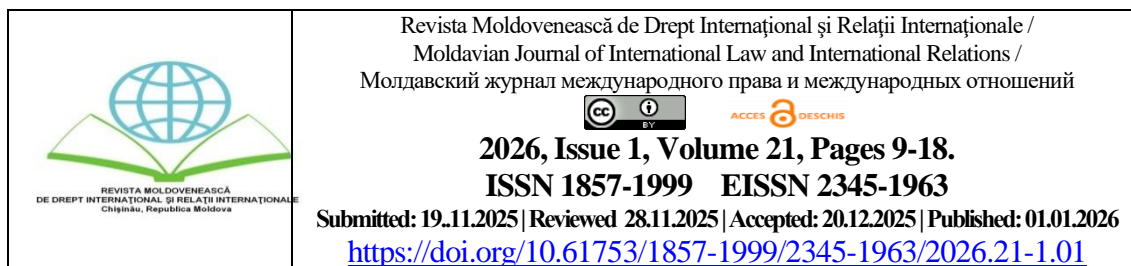 Revista Moldovenească de Drept Internaţional şi Relaţii Internaţionale /
Moldavian Journal of International Law and International Relations /
Молдавский журнал международного права и международных отношений
cc BY ACCES DESCHIS
2026, Issue 1, Volume 21, Pages 9-18.
ISSN 1857-1999 EISSN 2345-1963
Submitted: 19..11.2025 | Reviewed 28.11.2025 | Accepted: 20.12.2025 | Published: 01.01.2026
https://doi.org/10.61753/1857-1999/2345-1963/2026.21-1.01
REVISTA MOLDOVENEASCĂ
DE DREPT INTERNAŢIONAL ŞI RELAŢII INTERNAŢIONALE
Chişinău, Republica Moldova